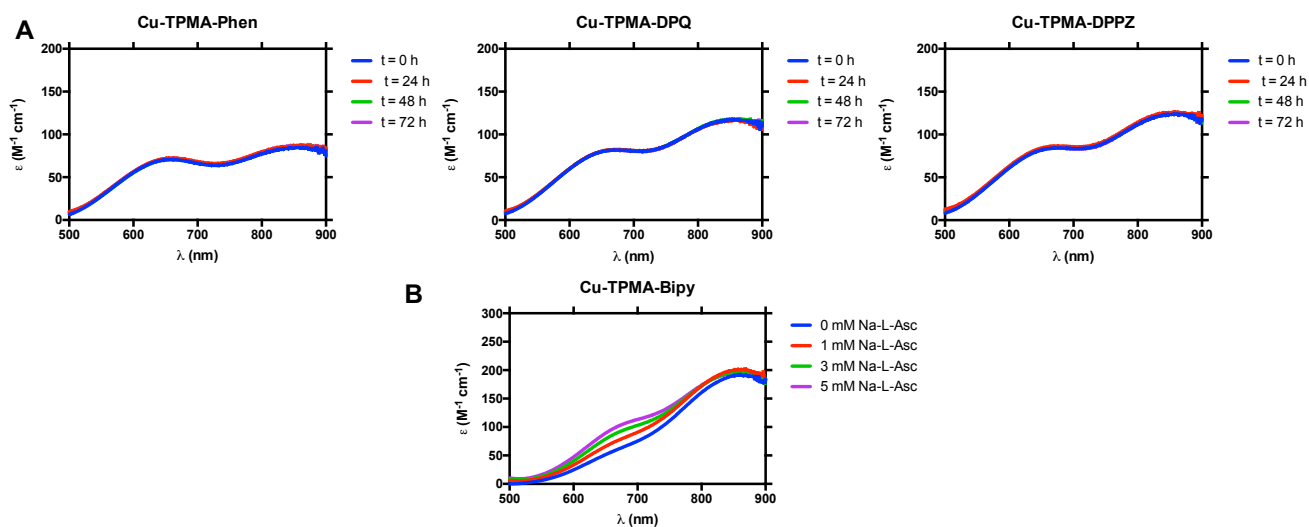 A
Cu-TPMA-Phen
200
150
100
50
0
500 600 700 800 900
ε (M⁻¹ cm⁻¹)
λ (nm)
t = 0 h
t = 24 h
t = 48 h
t = 72 h
Cu-TPMA-DPQ
200
150
100
50
0
500 600 700 800 900
ε (M⁻¹ cm⁻¹)
λ (nm)
t = 0 h
t = 24 h
t = 48 h
t = 72 h
Cu-TPMA-DPPZ
200
150
100
50
0
500 600 700 800 900
ε (M⁻¹ cm⁻¹)
λ (nm)
t = 0 h
t = 24 h
t = 48 h
t = 72 h
B
Cu-TPMA-Bipy
300
250
200
150
100
50
0
500 600 700 800 900
ε (M⁻¹ cm⁻¹)
λ (nm)
0 mM Na-L-Asc
1 mM Na-L-Asc
3 mM Na-L-Asc
5 mM Na-L-Asc